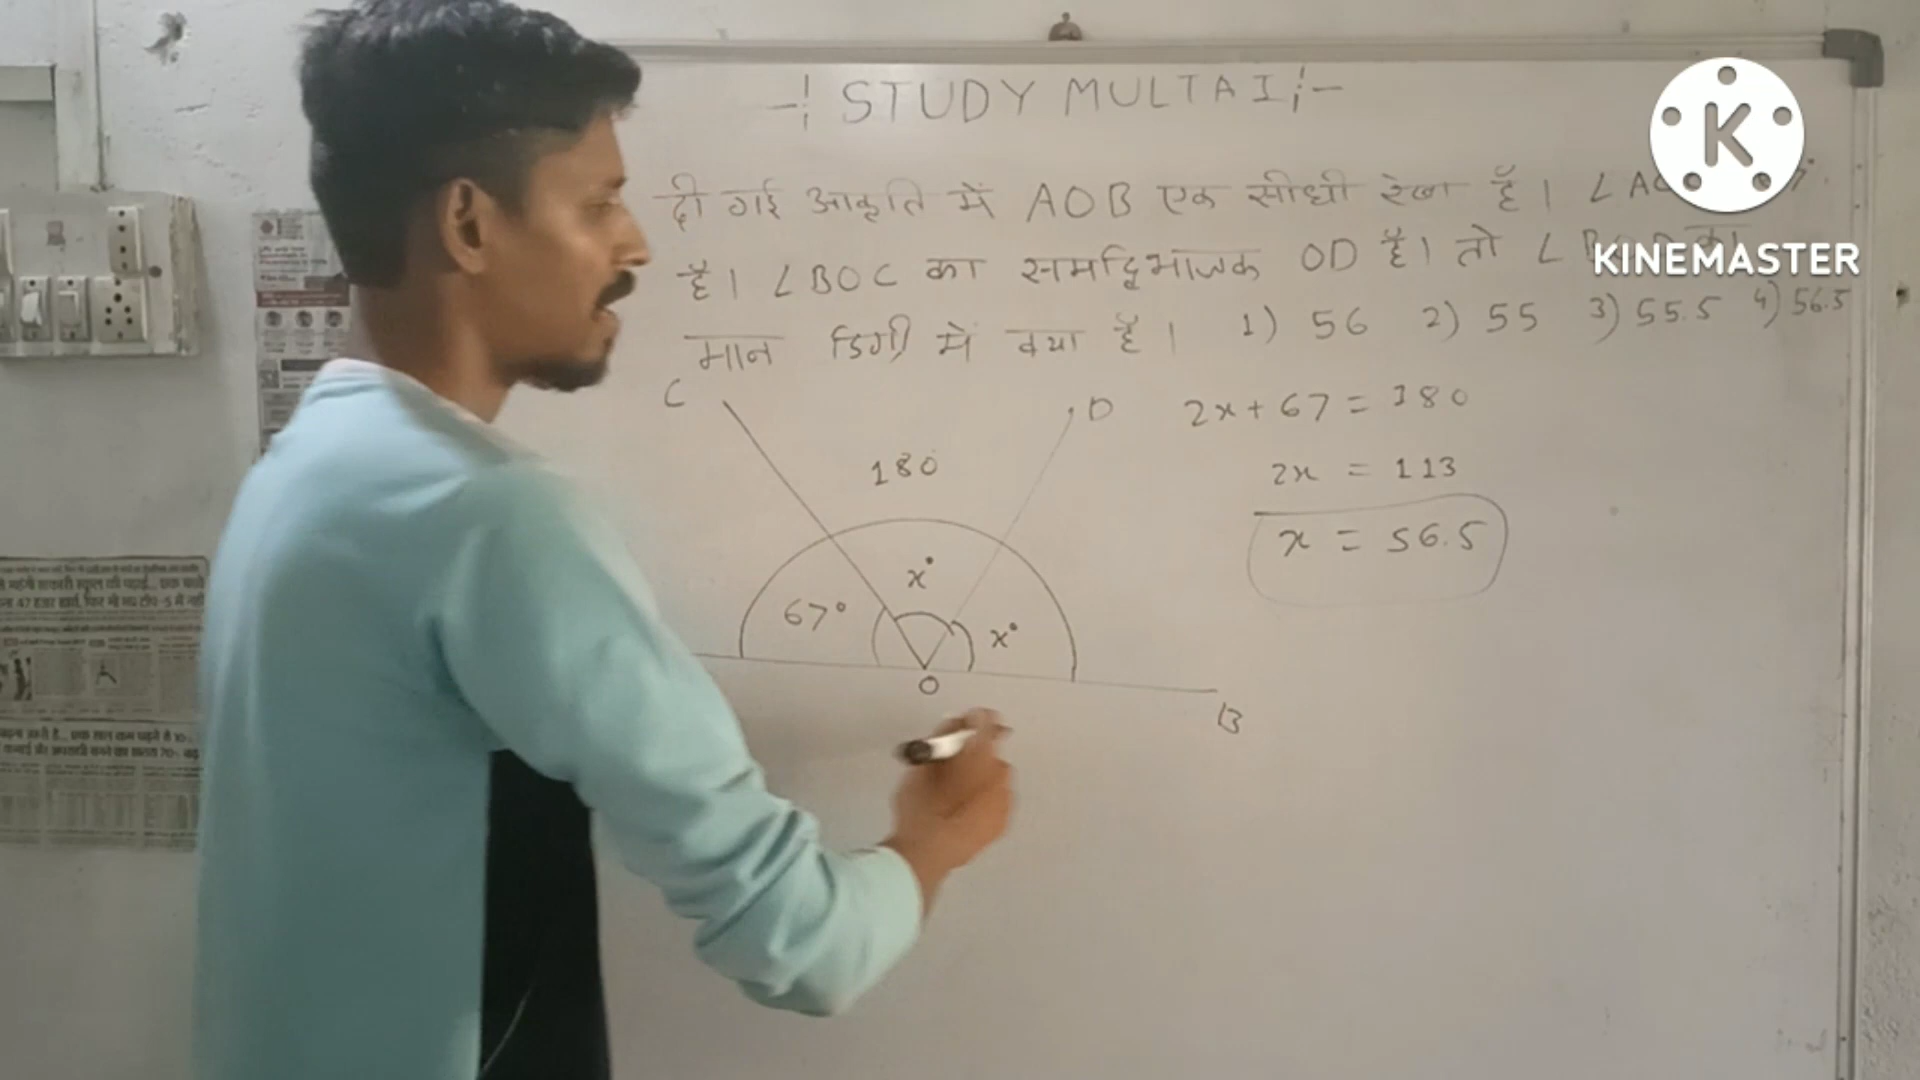 -¦ STUDY MULTAI ¦-
दी गई आकृति में AOB एक सीधी रेखा है। ∠AO
है। ∠BOC का समद्विभाजक OD है। तो ∠B का
मान डिग्री में क्या है। 1) 56 2) 55 3) 55.5 4) 56.5
KINEMASTER
C
D
180
67°
x°
x°
O
B
2x + 67 = 180
2x = 113
x = 56.5